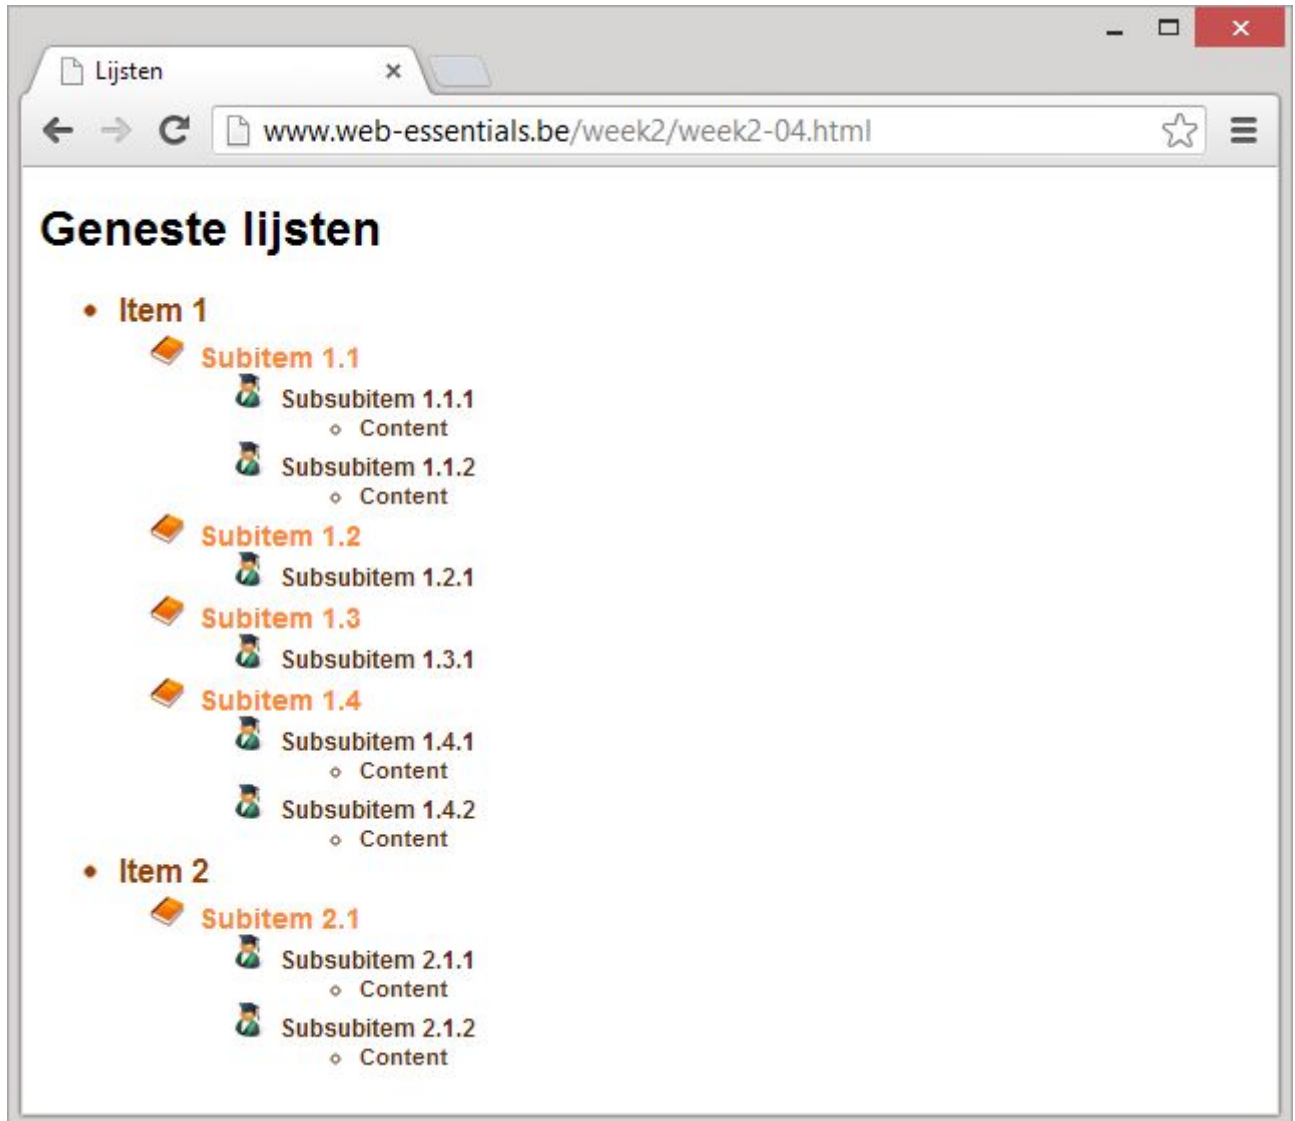 Lijsten
www.web-essentials.be/week2/week2-04.html
Geneste lijsten
Item 1
Subitem 1.1
Subsubitem 1.1.1
Content
Subsubitem 1.1.2
Content
Subitem 1.2
Subsubitem 1.2.1
Subitem 1.3
Subsubitem 1.3.1
Subitem 1.4
Subsubitem 1.4.1
Content
Subsubitem 1.4.2
Content
Item 2
Subitem 2.1
Subsubitem 2.1.1
Content
Subsubitem 2.1.2
Content